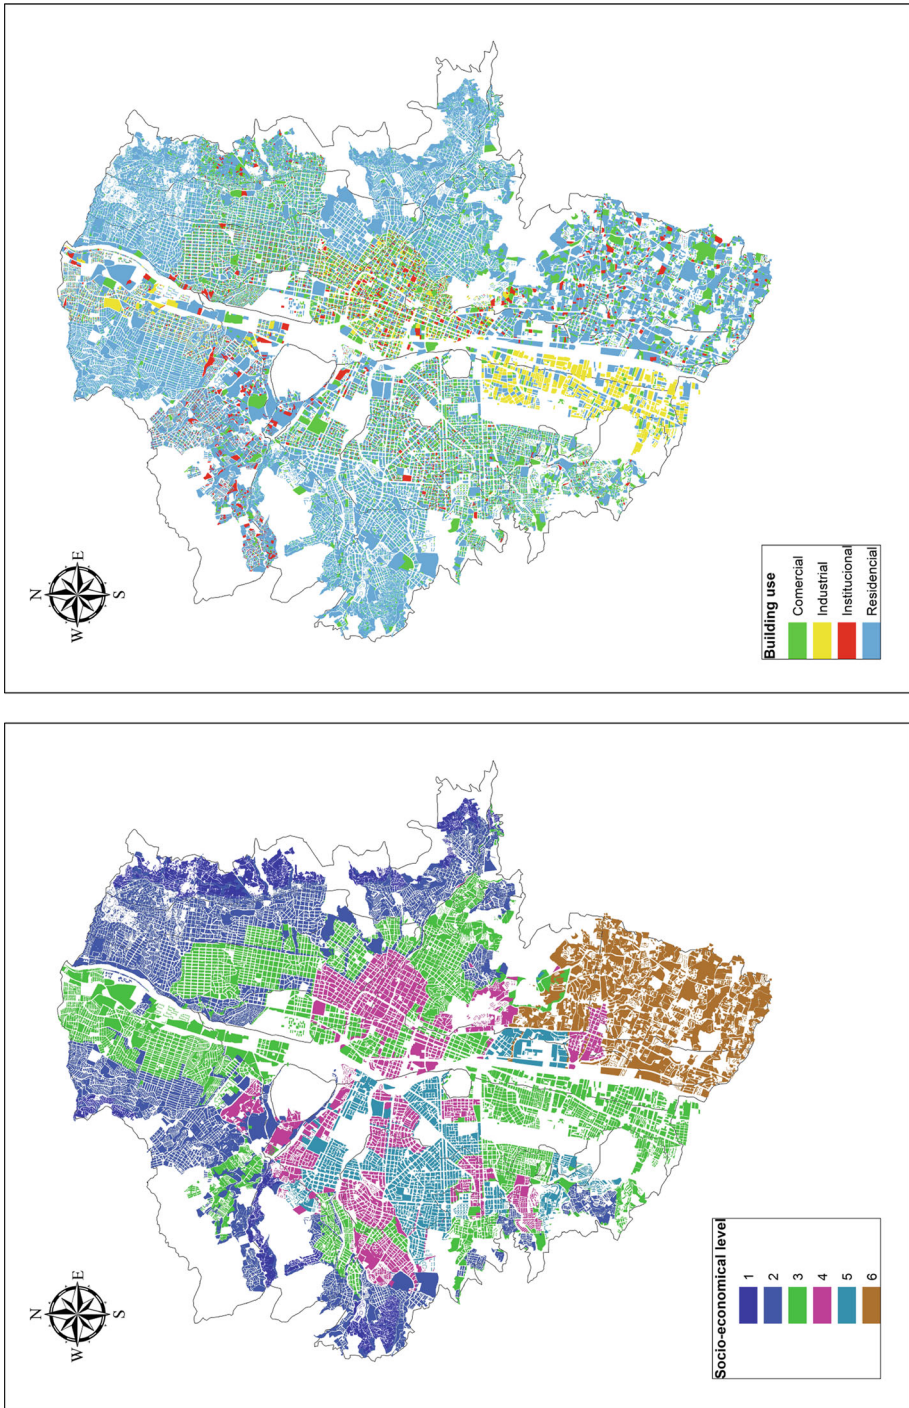 N
E
S
W
Building use
Comercial
Industrial
Institucional
Residencial
N
E
S
W
Socio-economical level
1
2
3
4
5
6